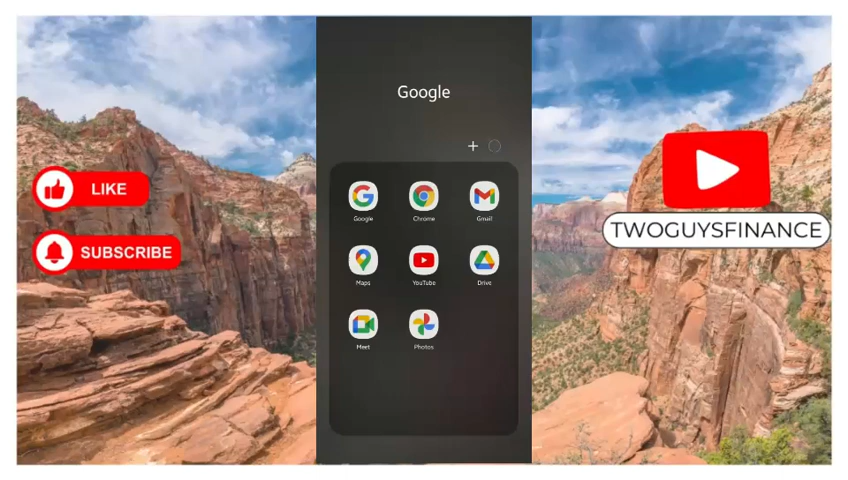 Google
LIKE
SUBSCRIBE
Google
Chrome
Gmail
Maps
YouTube
Drive
Meet
Photos
TWOGUYSFINANCE